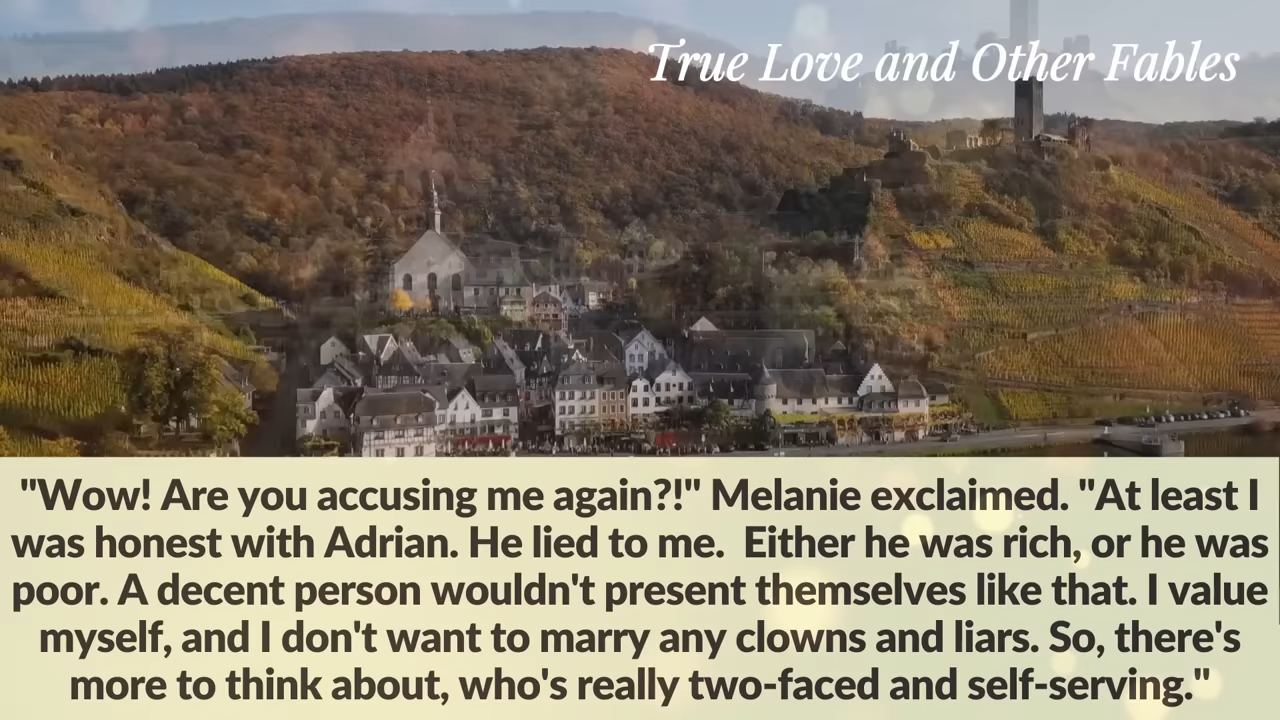 True Love and Other Fables
"Wow! Are you accusing me again?!" Melanie exclaimed. "At least I
was honest with Adrian. He lied to me.  Either he was rich, or he was
poor. A decent person wouldn't present themselves like that. I value
myself, and I don't want to marry any clowns and liars. So, there's
more to think about, who's really two-faced and self-serving."